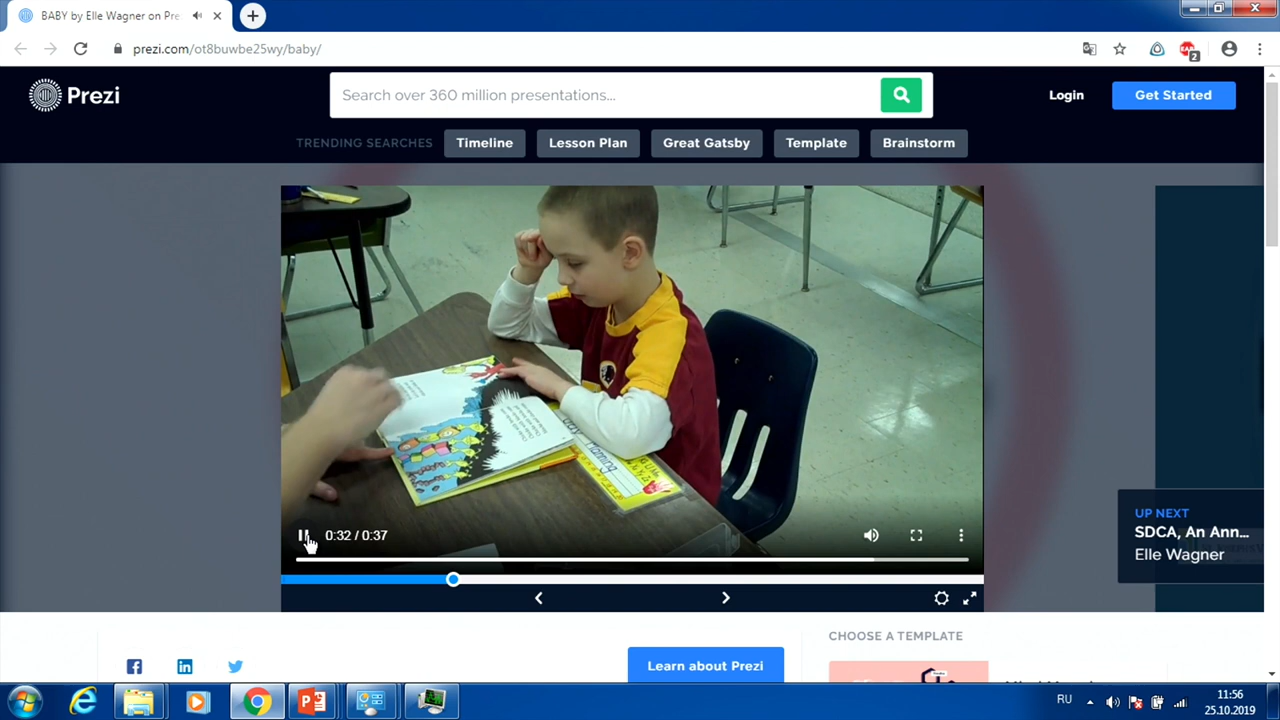 BABY by Elle Wagner on Pre
prezi.com/ot8buwbe25wy/baby/
2
Prezi
Search over 360 million presentations...
Login
Get Started
TRENDING SEARCHES
Timeline
Lesson Plan
Great Gatsby
Template
Brainstorm
0:32 / 0:37
UP NEXT
SDCA, An Ann...
Elle Wagner
CHOOSE A TEMPLATE
Learn about Prezi
RU
11:56
25.10.2019